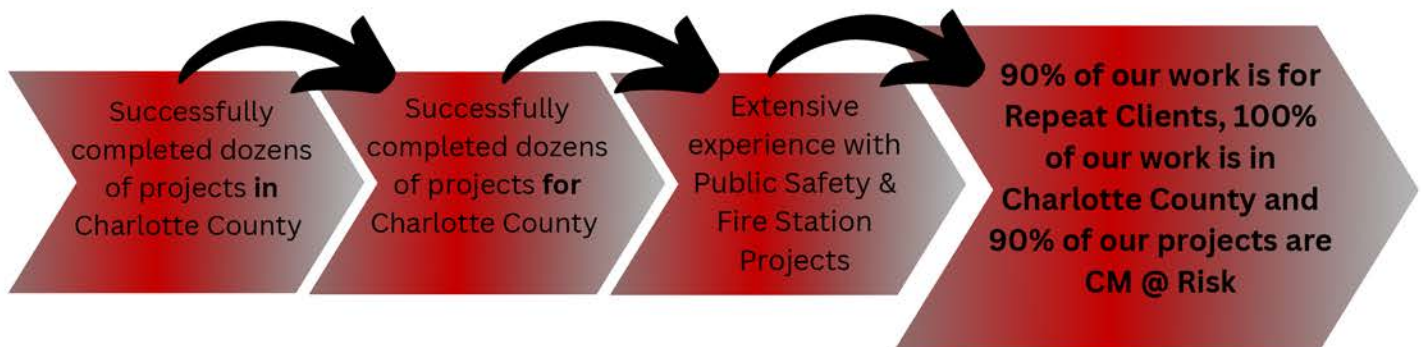 Successfully
completed dozens
of projects in
Charlotte County
Successfully
completed dozens
of projects for
Charlotte County
Extensive
experience with
Public Safety &
Fire Station
Projects
90% of our work is for
Repeat Clients, 100%
of our work is in
Charlotte County and
90% of our projects are
CM @ Risk